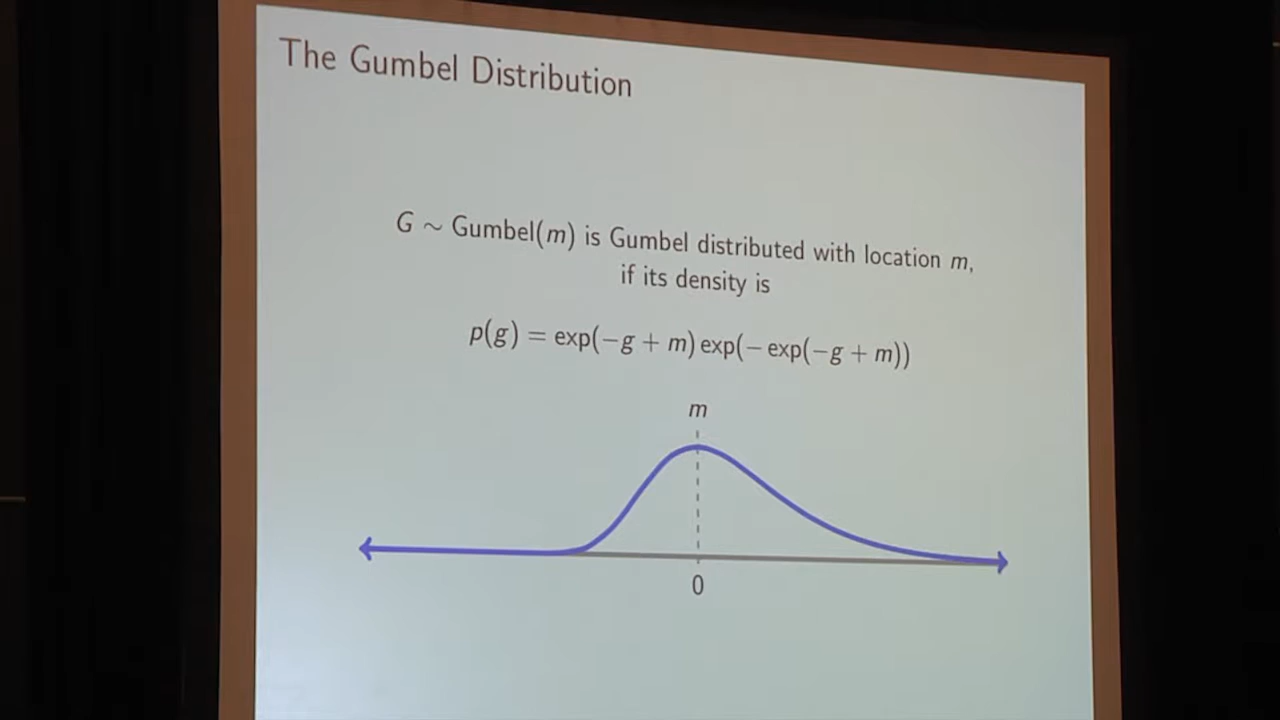 The Gumbel Distribution
G ∼ Gumbel(m) is Gumbel distributed with location m,
if its density is
p(g) = exp(−g + m) exp(− exp(−g + m))
m
0